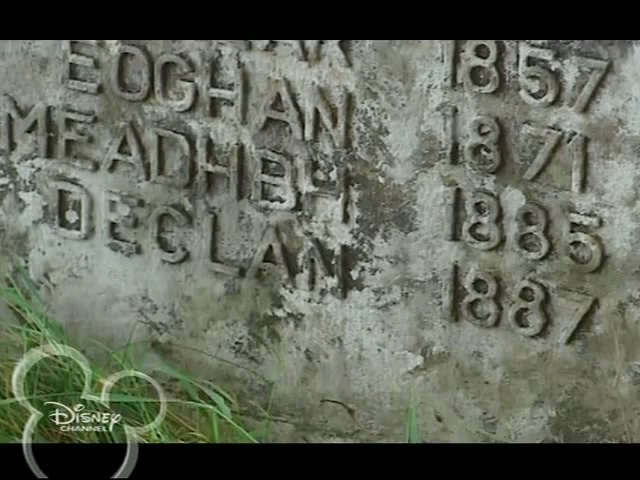 1857
EOGHAN 1871
MEADHBH 1885
DECLAN 1887
DISNEY
CHANNEL